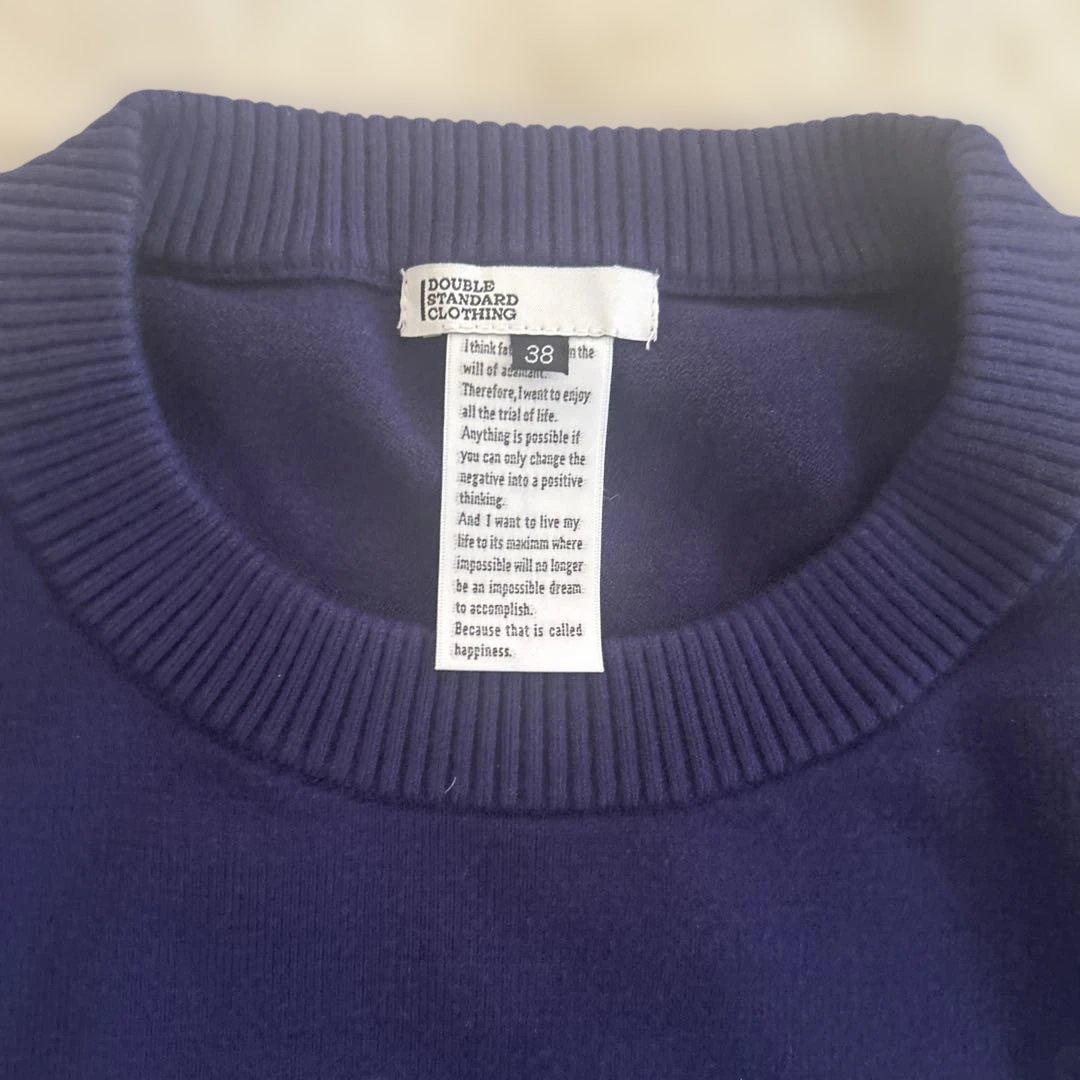 DOUBLE
STANDARD
CLOTHING
38
I think the
will of adamant.
Therefore, I want to enjoy
all the trial of life.
Anything is possible if
you can only change the
negative into a positive
thinking.
And I want to live my
life to its maximm where
impossible will no longer
be an impossible dream
to accomplish.
Because that is called
happiness.